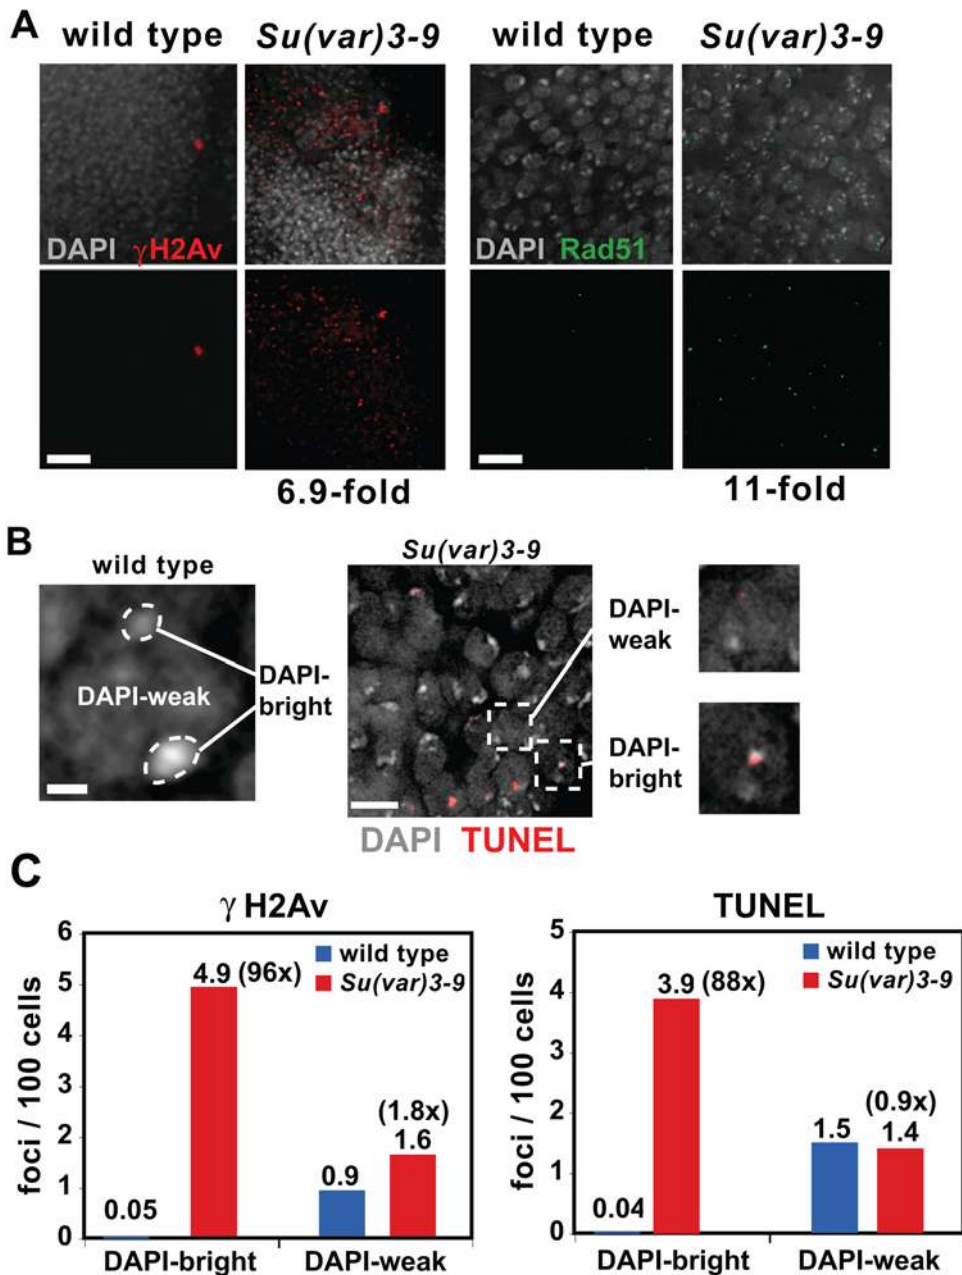 A
wild type Su(var)3-9 wild type Su(var)3-9
DAPI γH2Av DAPI Rad51
6.9-fold 11-fold
B
wild type
Su(var)3-9
DAPI-weak
DAPI-
bright
DAPI-
weak
DAPI-
bright
DAPI TUNEL
C
γ H2Av
foci / 100 cells
6
5
4
3
2
1
0
wild type
Su(var)3-9
0.05
4.9 (96x)
0.9
(1.8x)
1.6
DAPI-bright DAPI-weak
TUNEL
foci / 100 cells
5
4
3
2
1
0
wild type
Su(var)3-9
0.04
3.9 (88x)
1.5
(0.9x)
1.4
DAPI-bright DAPI-weak